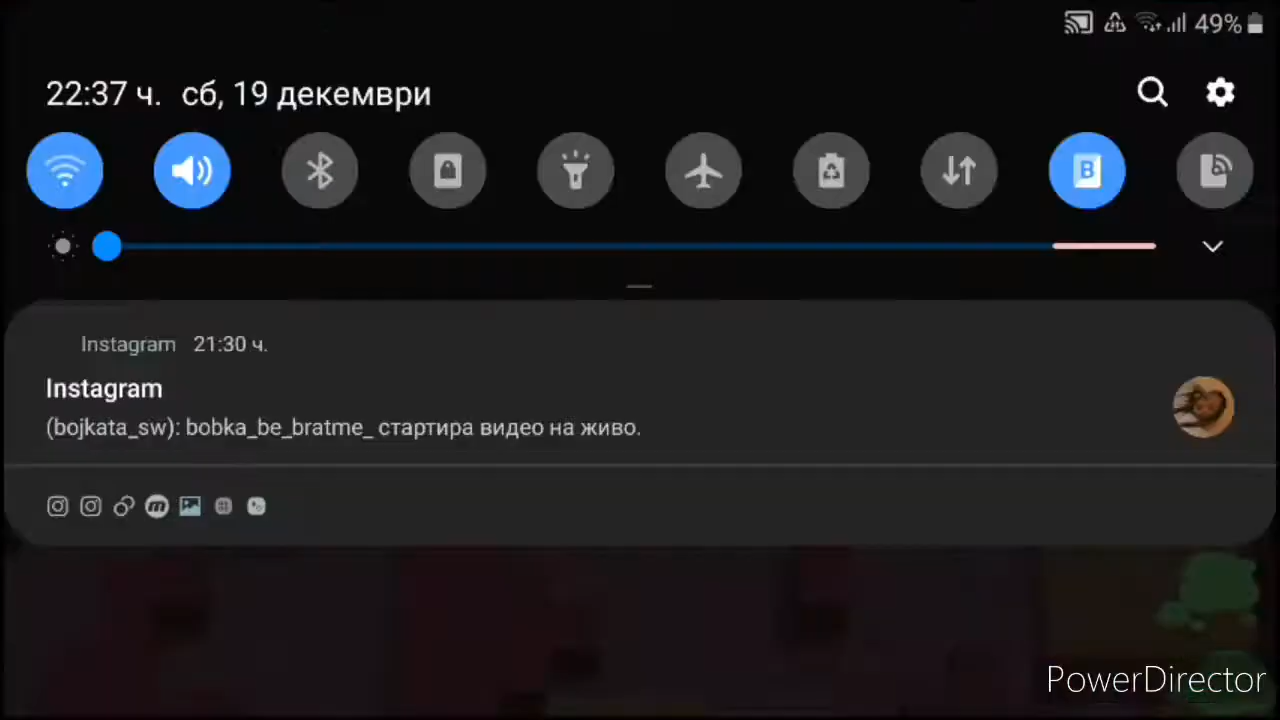 49%
22:37 ч. сб, 19 декември
B
Instagram 21:30 ч.
Instagram
(bojkata_sw): bobka_be_bratme_ стартира видео на живо.
PowerDirector